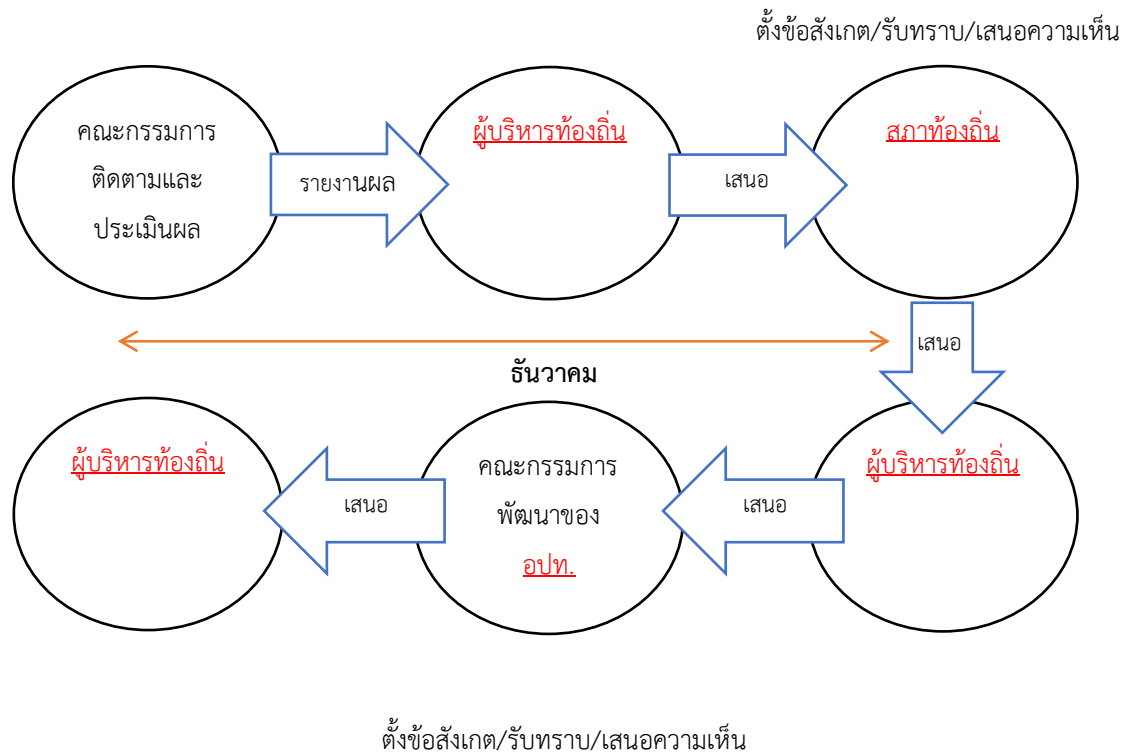 ตั้งข้อสังเกต/รับทราบ/เสนอความเห็น
คณะกรรมการ
ติดตามและ
ประเมินผล
รายงานผล
ผู้บริหารท้องถิ่น
เสนอ
สภาท้องถิ่น
เสนอ
ธันวาคม
ผู้บริหารท้องถิ่น
เสนอ
คณะกรรมการ
พัฒนาของ
อปท.
เสนอ
ผู้บริหารท้องถิ่น
ตั้งข้อสังเกต/รับทราบ/เสนอความเห็น